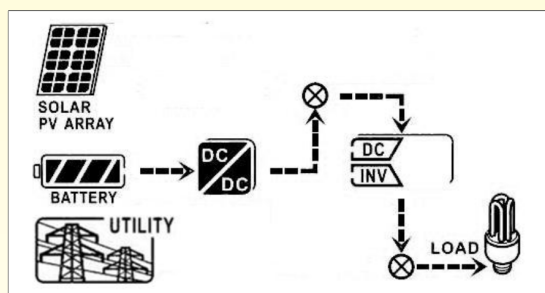 SOLAR
PV ARRAY
DC
DC
DC
INV
BATTERY
UTILITY
LOAD